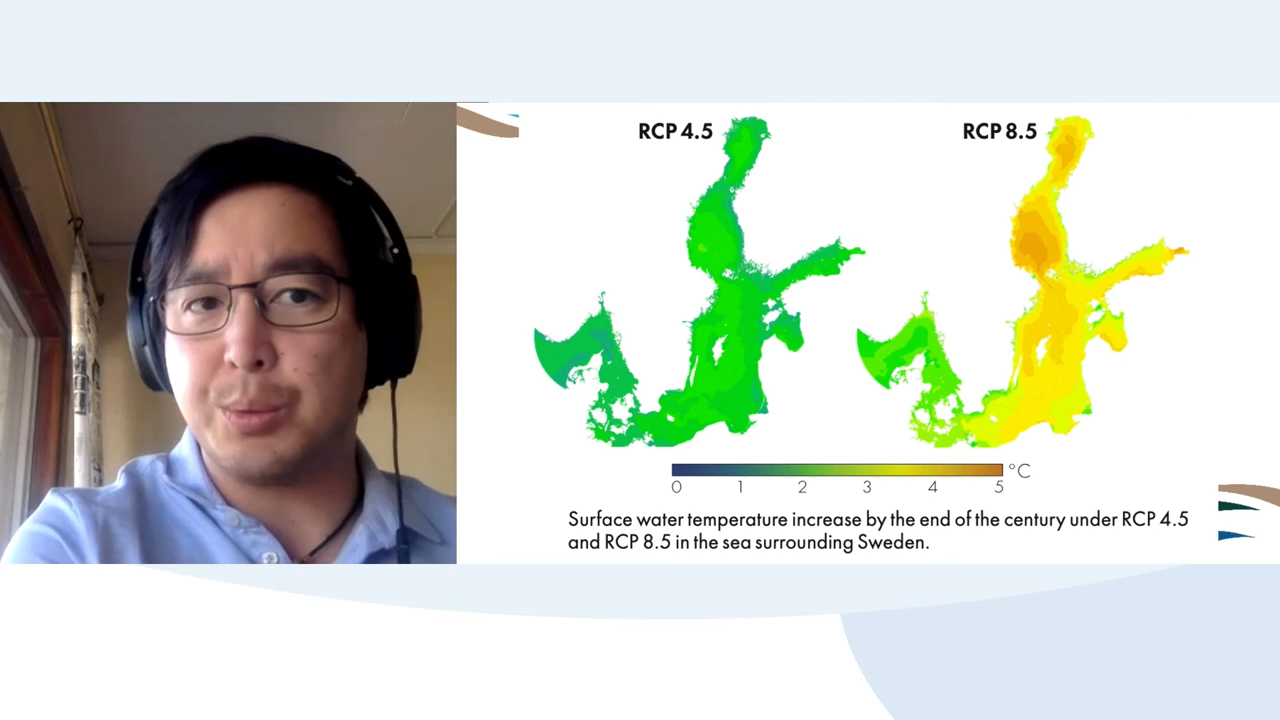 RCP 4.5
RCP 8.5
°C
0 1 2 3 4 5
Surface water temperature increase by the end of the century under RCP 4.5
and RCP 8.5 in the sea surrounding Sweden.